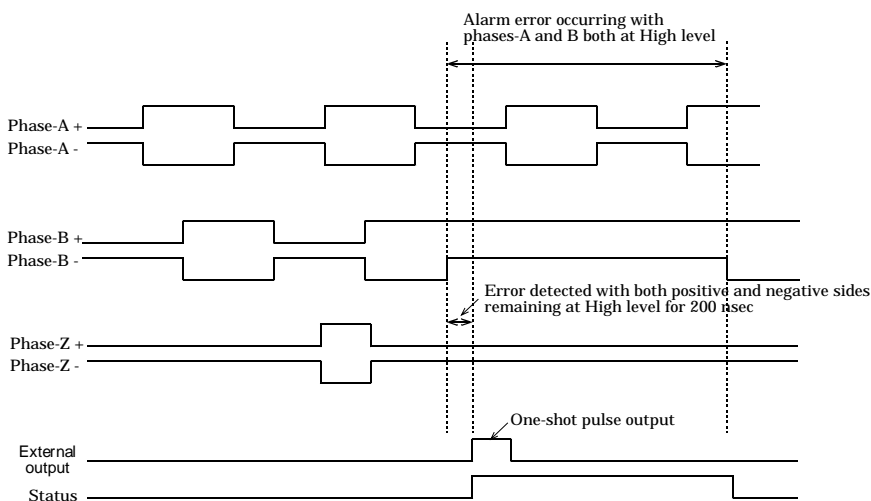 Alarm error occurring with
phases-A and B both at High level
Phase-A +
Phase-A -
Phase-B +
Phase-B -
Error detected with both positive and negative sides
remaining at High level for 200 nsec
Phase-Z +
Phase-Z -
One-shot pulse output
External
output
Status